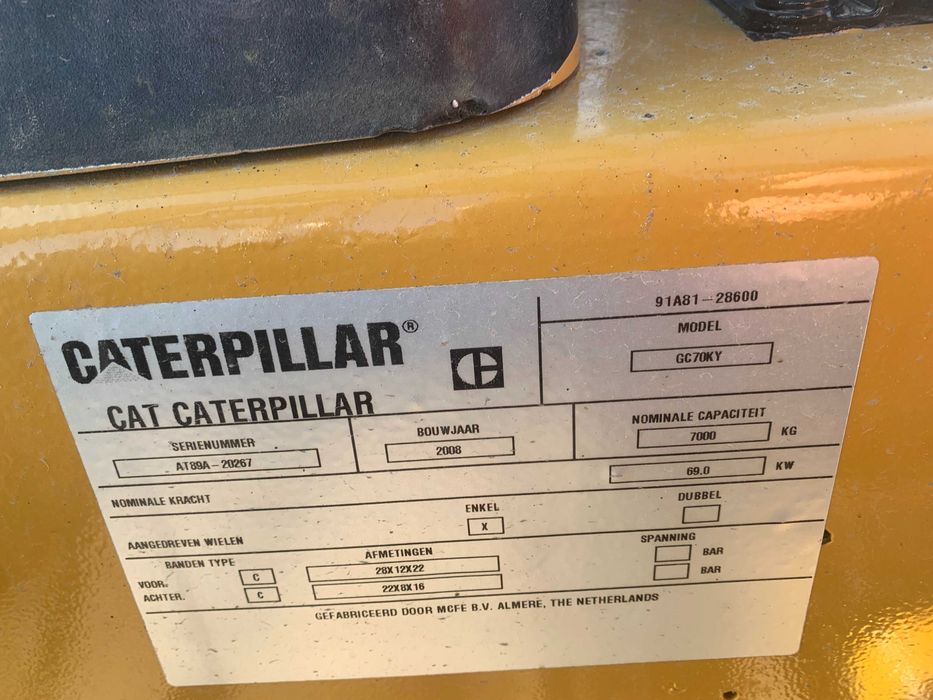 CATERPILLAR®
CAT CATERPILLAR
91A81-28600
MODEL
GC70KY
SERIENUMMER
AT89A-20267
BOUWJAAR
2008
NOMINALE CAPACITEIT
7000 KG
NOMINALE KRACHT
69.0 KW
AANGEDREVEN WIELEN
ENKEL
X
DUBBEL
BANDEN TYPE
AFMETINGEN
SPANNING
VOOR. C 28X12X22 BAR
ACHTER. C 22X8X16 BAR
GEFABRICEERD DOOR MCFE B.V. ALMERE, THE NETHERLANDS